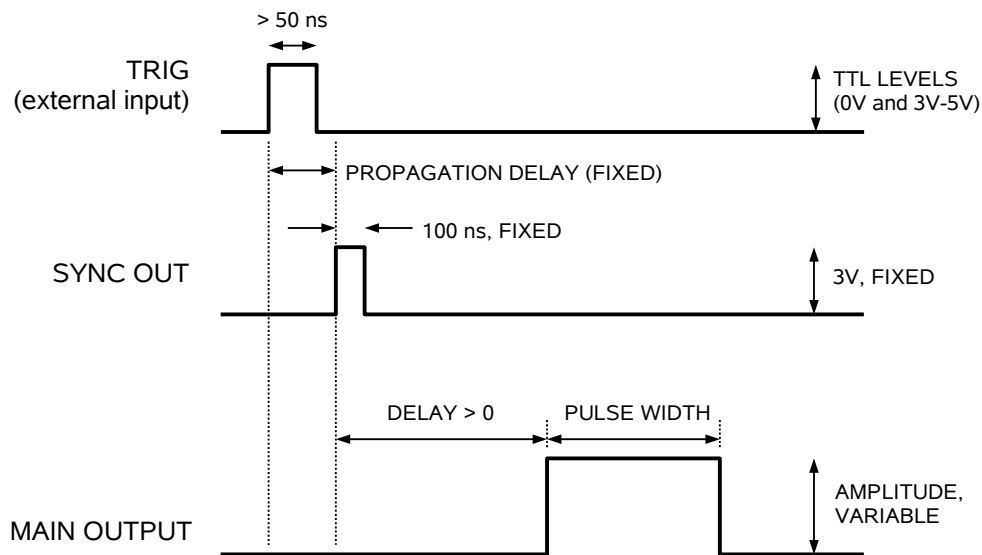 > 50 ns
TRIG
(external input)
TTL LEVELS
(0V and 3V-5V)
PROPAGATION DELAY (FIXED)
100 ns, FIXED
SYNC OUT
3V, FIXED
DELAY > 0
PULSE WIDTH
MAIN OUTPUT
AMPLITUDE,
VARIABLE